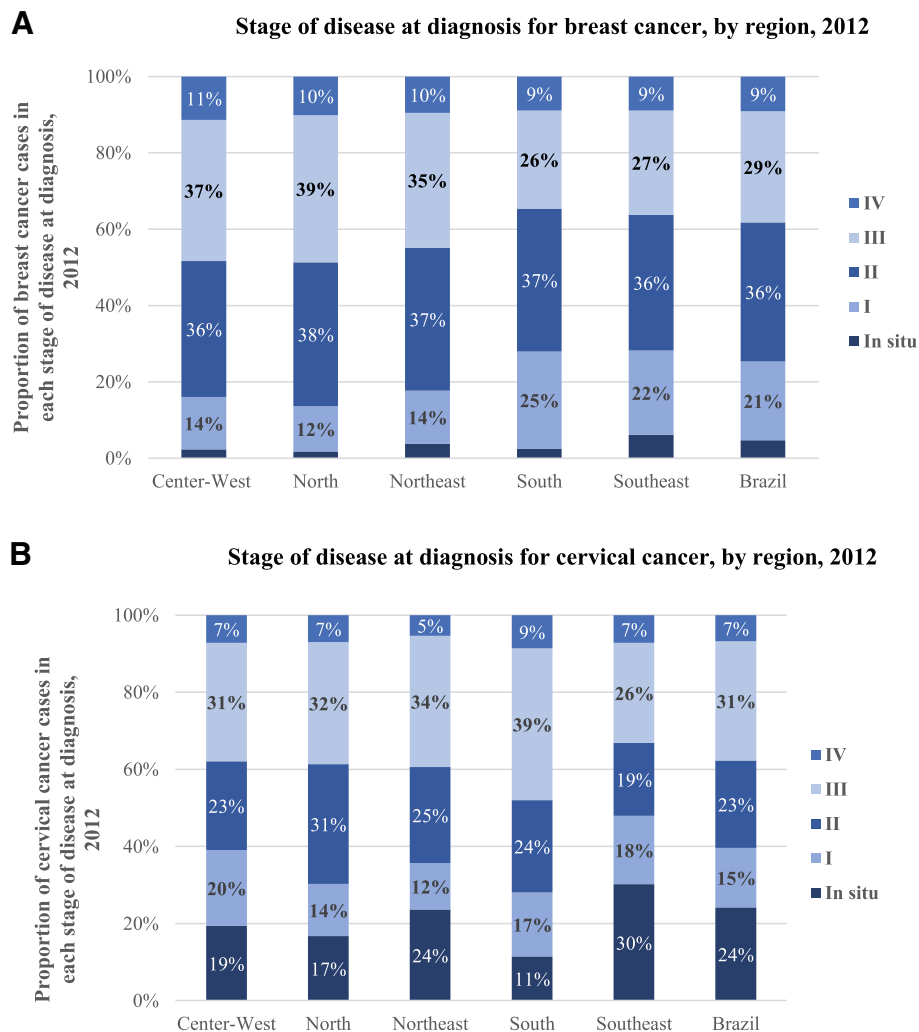 A
Stage of disease at diagnosis for breast cancer, by region, 2012
Proportion of breast cancer cases in
each stage of disease at diagnosis,
2012
100%
80%
60%
40%
20%
0%
11%
10%
10%
9%
9%
9%
37%
39%
35%
26%
27%
29%
36%
38%
37%
37%
36%
36%
14%
12%
14%
25%
22%
21%
Center-West
North
Northeast
South
Southeast
Brazil
IV
III
II
I
In situ
B
Stage of disease at diagnosis for cervical cancer, by region, 2012
Proportion of cervical cancer cases in
each stage of disease at diagnosis,
2012
100%
80%
60%
40%
20%
0%
7%
7%
5%
9%
7%
7%
31%
32%
34%
39%
26%
31%
23%
31%
25%
24%
19%
23%
20%
14%
12%
17%
18%
15%
19%
17%
24%
11%
30%
24%
Center-West
North
Northeast
South
Southeast
Brazil
IV
III
II
I
In situ